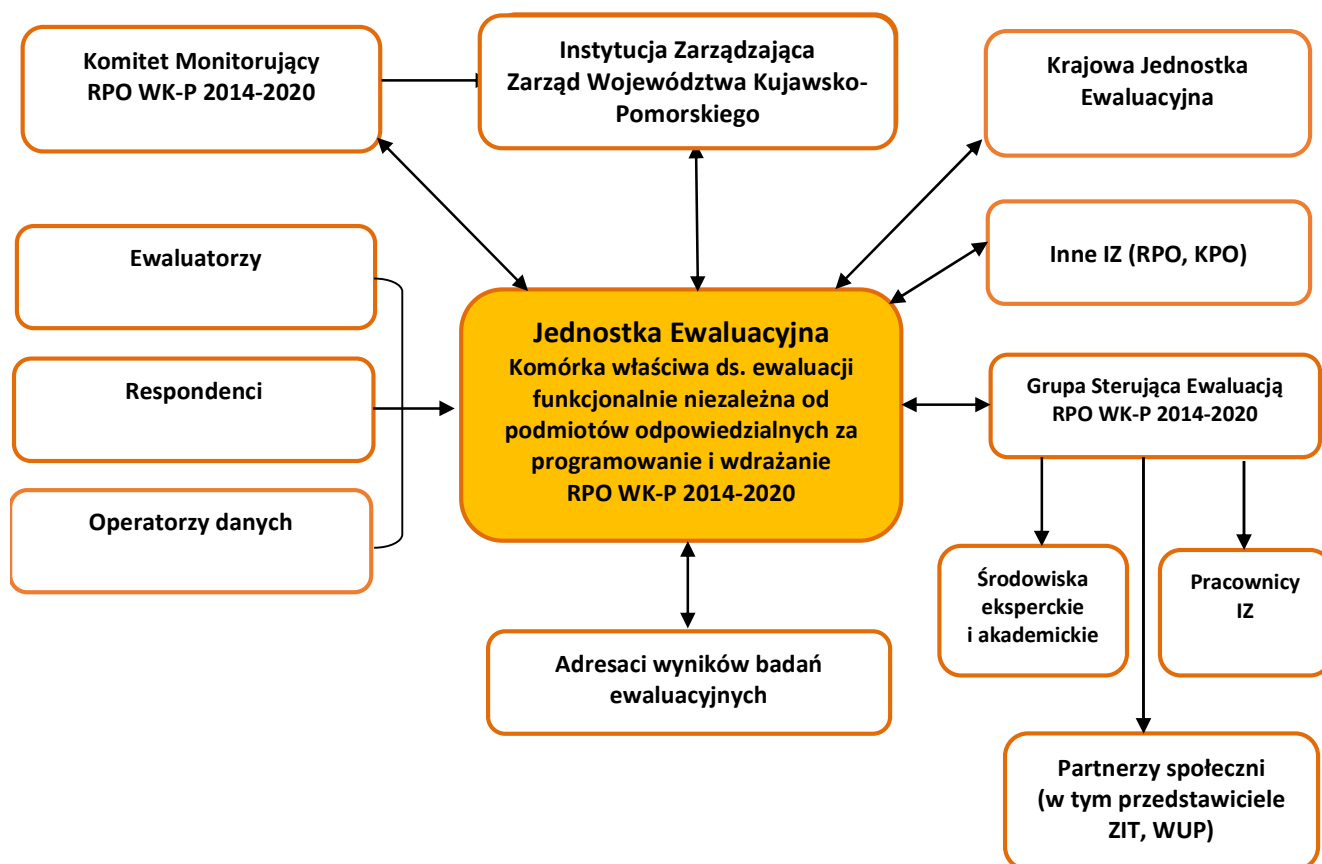 Komitet Monitorujący
RPO WK-P 2014-2020
Instytucja Zarządzająca
Zarząd Województwa Kujawsko-
Pomorskiego
Krajowa Jednostka
Ewaluacyjna
Ewaluatorzy
Inne IZ (RPO, KPO)
Respondenci
Jednostka Ewaluacyjna
Komórka właściwa ds. ewaluacji
funkcjonalnie niezależna od
podmiotów odpowiedzialnych za
programowanie i wdrażanie
RPO WK-P 2014-2020
Grupa Sterująca Ewaluacją
RPO WK-P 2014-2020
Operatorzy danych
Środowiska
eksperckie
i akademickie
Pracownicy
IZ
Adresaci wyników badań
ewaluacyjnych
Partnerzy społeczni
(w tym przedstawiciele
ZIT, WUP)